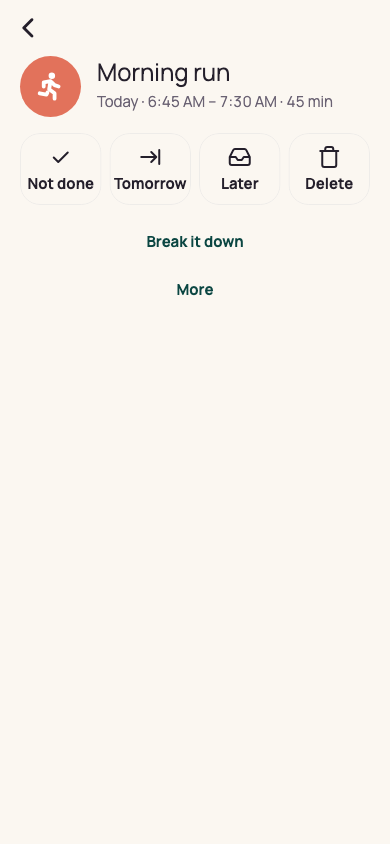 Morning run
Today · 6:45 AM – 7:30 AM · 45 min
Not done
Tomorrow
Later
Delete
Break it down
More